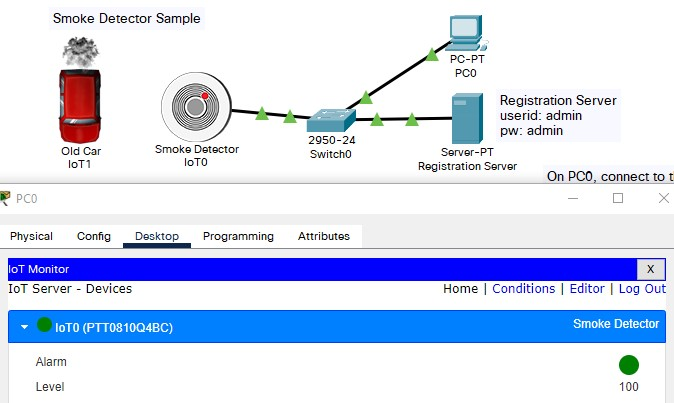 Smoke Detector Sample
PC-PT
PC0
Registration Server
userid: admin
pw: admin
Old Car
IoT1
Smoke Detector
IoT0
2950-24
Switch0
Server-PT
Registration Server
On PC0, connect to
PC0
X
Physical Config Desktop Programming Attributes
IoT Monitor
X
IoT Server - Devices
Home | Conditions | Editor | Log Out
IoT0 (PTT0810Q4BC)
Smoke Detector
Alarm
Level
100